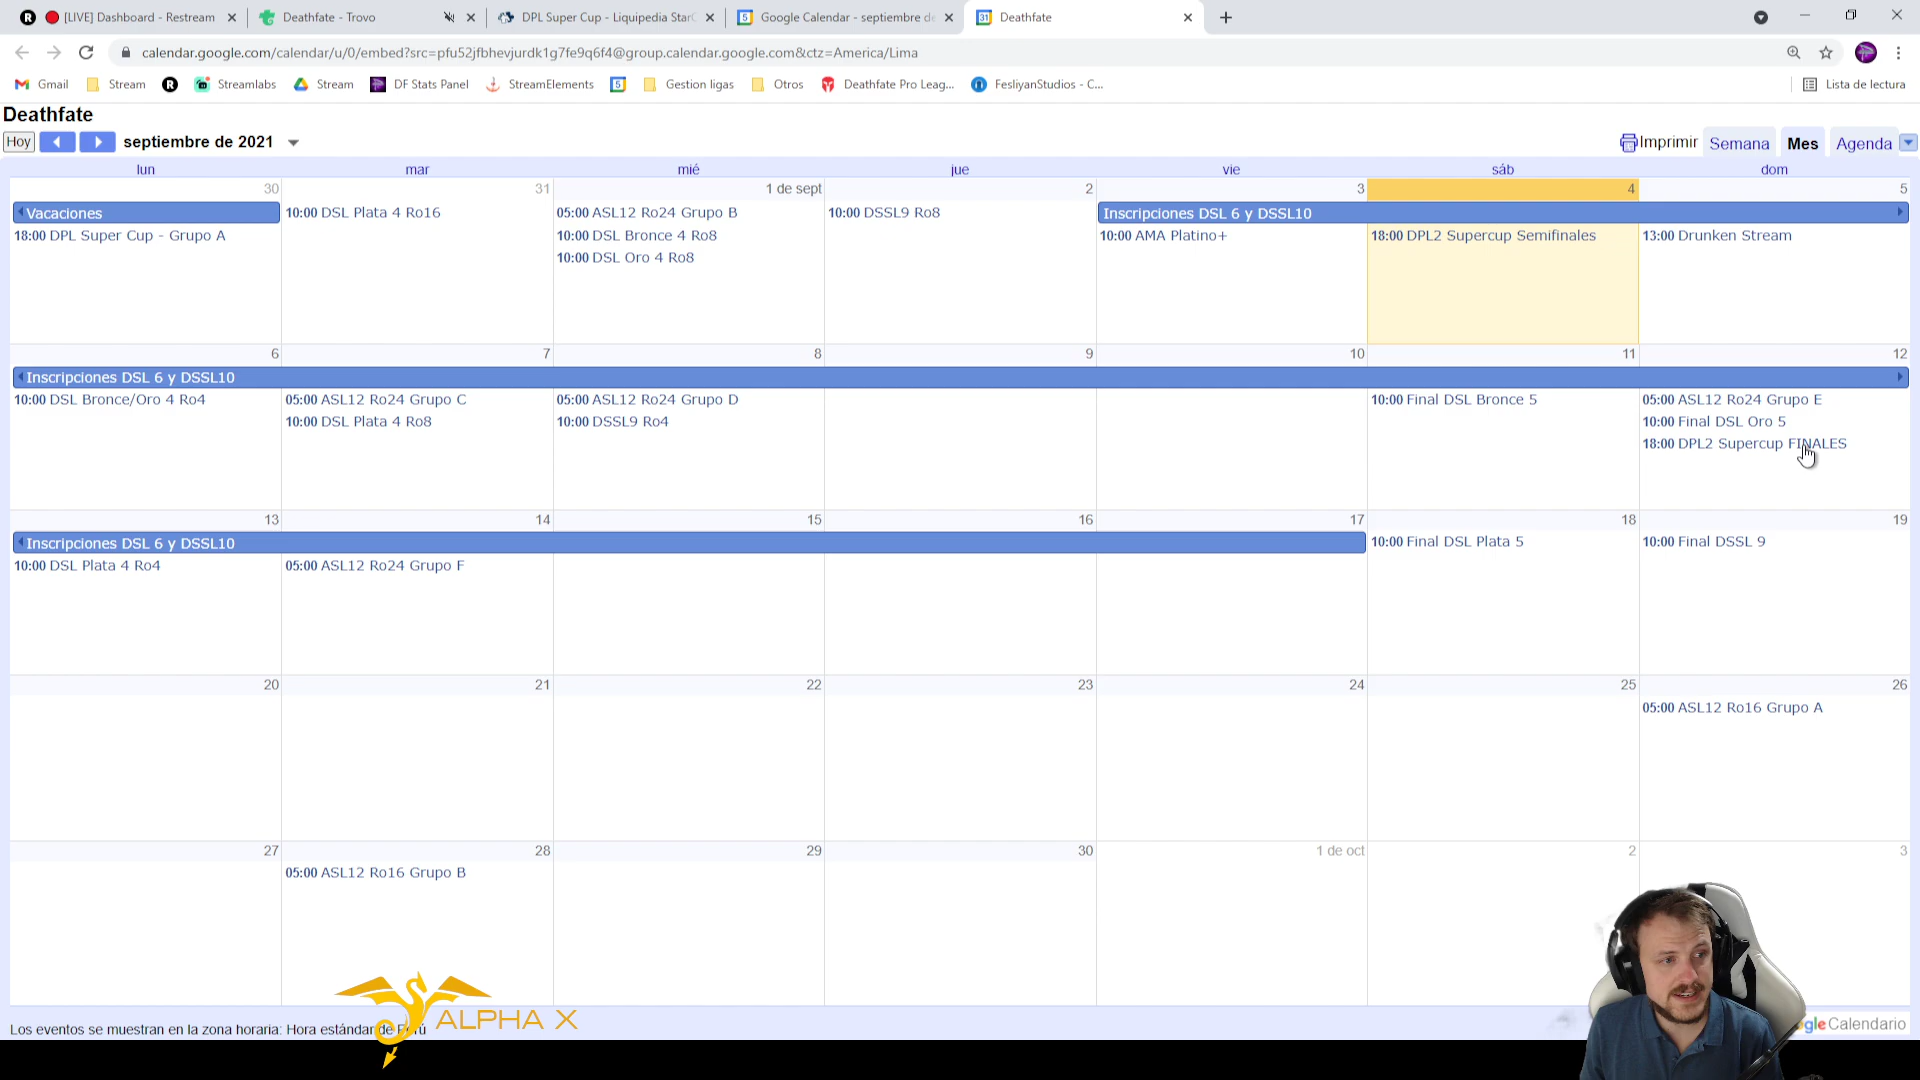 [LIVE] Dashboard - Restream
Deathfate - Trovo
DPL Super Cup - Liquipedia Star
Google Calendar - septiembre de
Deathfate
calendar.google.com/calendar/u/0/embed?src=pfu52jfbhevjurdk1g7fe9q6f4@group.calendar.google.com&ctz=America/Lima
Gmail
Stream
Streamlabs
Stream
DF Stats Panel
StreamElements
Gestion ligas
Otros
Deathfate Pro Leag...
FesliyanStudios - C...
Lista de lectura
Deathfate
Hoy
septiembre de 2021
Imprimir
Semana
Mes
Agenda
lun
mar
mié
jue
vie
sáb
dom
30
31
1 de sept
2
3
4
5
Vacaciones
10:00 DSL Plata 4 Ro16
05:00 ASL12 Ro24 Grupo B
10:00 DSSL9 Ro8
Inscripciones DSL 6 y DSSL10
18:00 DPL Super Cup - Grupo A
10:00 DSL Bronce 4 Ro8
10:00 AMA Platino+
18:00 DPL2 Supercup Semifinales
13:00 Drunken Stream
10:00 DSL Oro 4 Ro8
6
7
8
9
10
11
12
Inscripciones DSL 6 y DSSL10
10:00 DSL Bronce/Oro 4 Ro4
05:00 ASL12 Ro24 Grupo C
05:00 ASL12 Ro24 Grupo D
10:00 Final DSL Bronce 5
05:00 ASL12 Ro24 Grupo E
10:00 DSL Plata 4 Ro8
10:00 DSSL9 Ro4
10:00 Final DSL Oro 5
18:00 DPL2 Supercup FINALES
13
14
15
16
17
18
19
Inscripciones DSL 6 y DSSL10
10:00 Final DSL Plata 5
10:00 Final DSSL 9
10:00 DSL Plata 4 Ro4
05:00 ASL12 Ro24 Grupo F
20
21
22
23
24
25
26
05:00 ASL12 Ro16 Grupo A
27
28
29
30
1 de oct
2
3
05:00 ASL12 Ro16 Grupo B
ALPHA X
Los eventos se muestran en la zona horaria: Hora estándar de Perú
gle Calendario